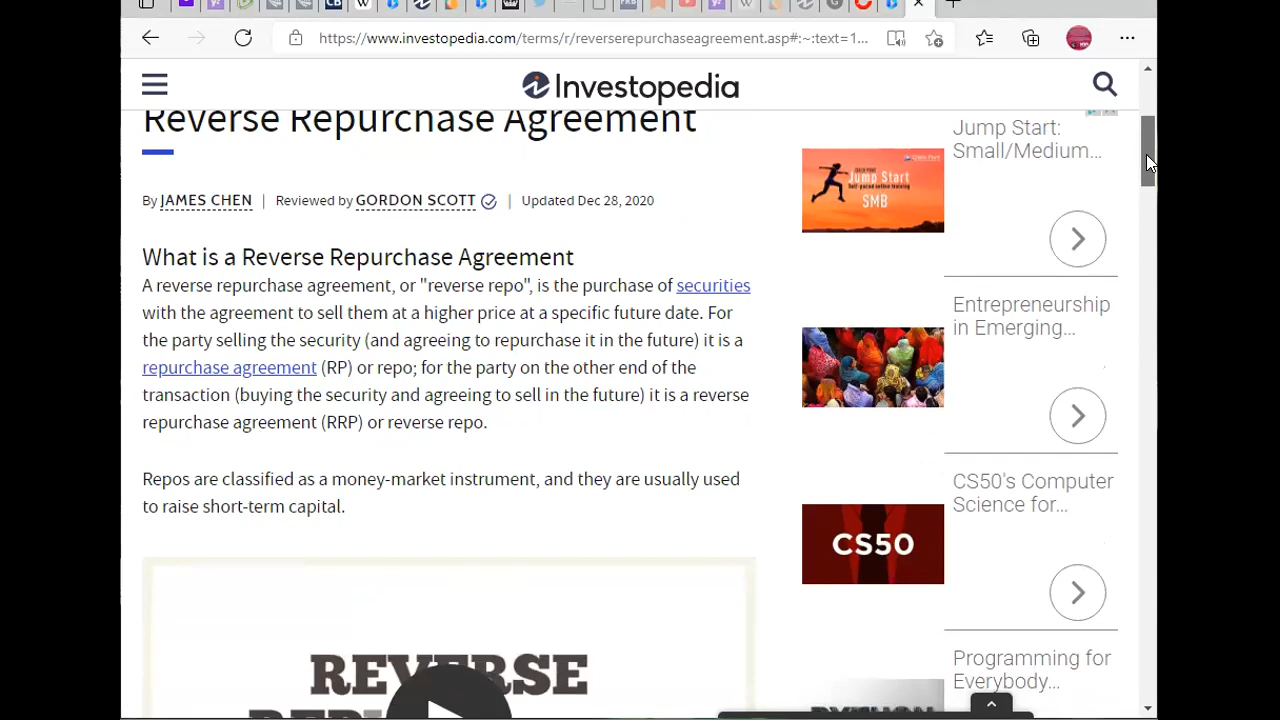 https://www.investopedia.com/terms/r/reverserepurchaseagreement.asp#:~:text=1...
Investopedia
Reverse Repurchase Agreement
By JAMES CHEN | Reviewed by GORDON SCOTT | Updated Dec 28, 2020
What is a Reverse Repurchase Agreement
A reverse repurchase agreement, or "reverse repo", is the purchase of securities
with the agreement to sell them at a higher price at a specific future date. For
the party selling the security (and agreeing to repurchase it in the future) it is a
repurchase agreement (RP) or repo; for the party on the other end of the
transaction (buying the security and agreeing to sell in the future) it is a reverse
repurchase agreement (RRP) or reverse repo.
Repos are classified as a money-market instrument, and they are usually used
to raise short-term capital.
REVERSE
Jump Start:
Small/Medium...
Jump Start
Self-paced online training
SMB
Entrepreneurship
in Emerging...
CS50's Computer
Science for...
CS50
Programming for
Everybody...
PYTHON